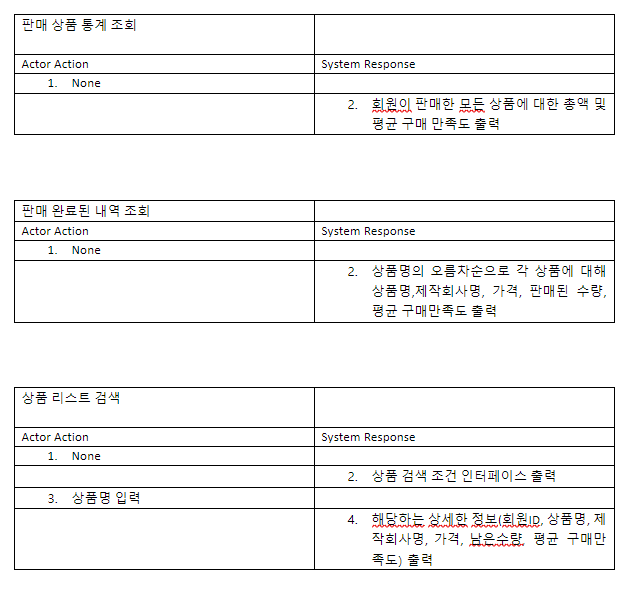 판매 상품 통계 조회
Actor Action System Response
1. None
2. 회원이 판매한 모든 상품에 대한 총액 및
평균 구매 만족도 출력
판매 완료된 내역 조회
Actor Action System Response
1. None
2. 상품명의 오름차순으로 각 상품에 대해
상품명,제작회사명, 가격, 판매된 수량,
평균 구매만족도 출력
상품 리스트 검색
Actor Action System Response
1. None
2. 상품 검색 조건 인터페이스 출력
3. 상품명 입력
4. 해당하는 상세한 정보(회원ID, 상품명, 제
작회사명, 가격, 남은수량, 평균 구매만
족도) 출력